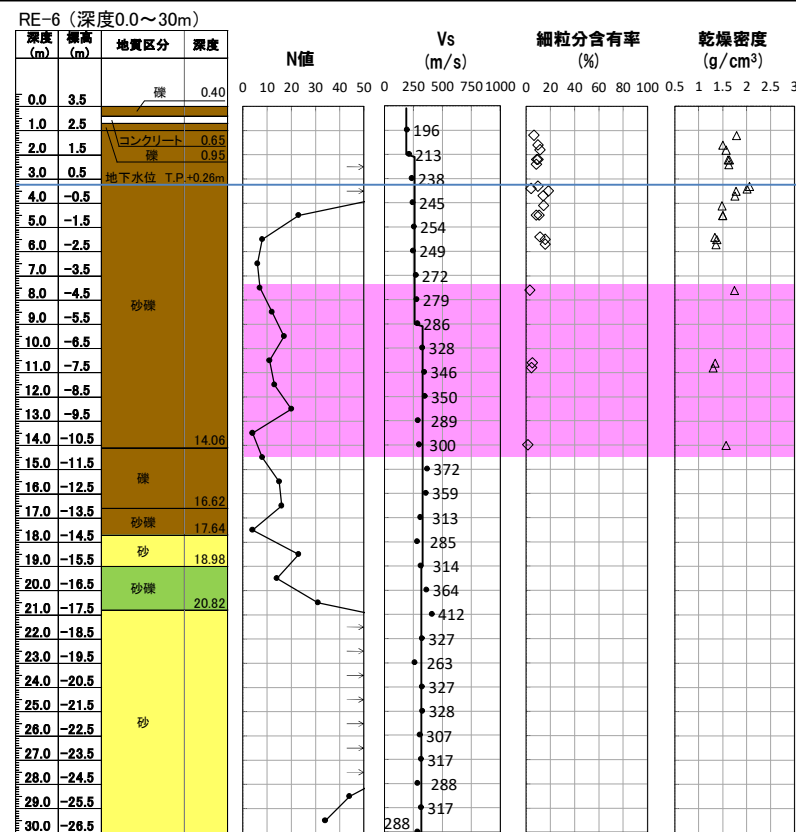 RE-6（深度0.0～30m）
深度 標高 地質区分 深度
(m) (m)
N値
Vs
(m/s)
細粒分含有率
(%)
乾燥密度
(g/cm³)
0 10 20 30 40 50
0 250 500 750 1000
0 20 40 60 80 100
0.5 1 1.5 2 2.5 3
礫 0.40
コンクリート 0.65
礫 0.95
地下水位 T.P.+0.26m
砂礫
14.06
礫
16.62
砂礫
17.64
砂
18.98
砂礫
20.82
砂
0.0 3.5
1.0 2.5
2.0 1.5
3.0 0.5
4.0 -0.5
5.0 -1.5
6.0 -2.5
7.0 -3.5
8.0 -4.5
9.0 -5.5
10.0 -6.5
11.0 -7.5
12.0 -8.5
13.0 -9.5
14.0 -10.5
15.0 -11.5
16.0 -12.5
17.0 -13.5
18.0 -14.5
19.0 -15.5
20.0 -16.5
21.0 -17.5
22.0 -18.5
23.0 -19.5
24.0 -20.5
25.0 -21.5
26.0 -22.5
27.0 -23.5
28.0 -24.5
29.0 -25.5
30.0 -26.5
196
213
238
245
254
249
272
279
286
328
346
350
289
300
372
359
313
285
314
364
412
327
263
327
328
307
317
288
317
288